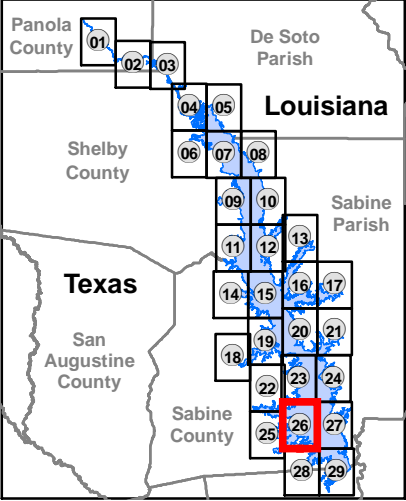 Panola
County
01
02
03
De Soto
Parish
04
05
Louisiana
Shelby
County
06
07
08
09
10
Sabine
Parish
11
12
13
Texas
14
15
16
17
San
Augustine
County
18
19
20
21
22
23
24
Sabine
County
25
26
27
28
29